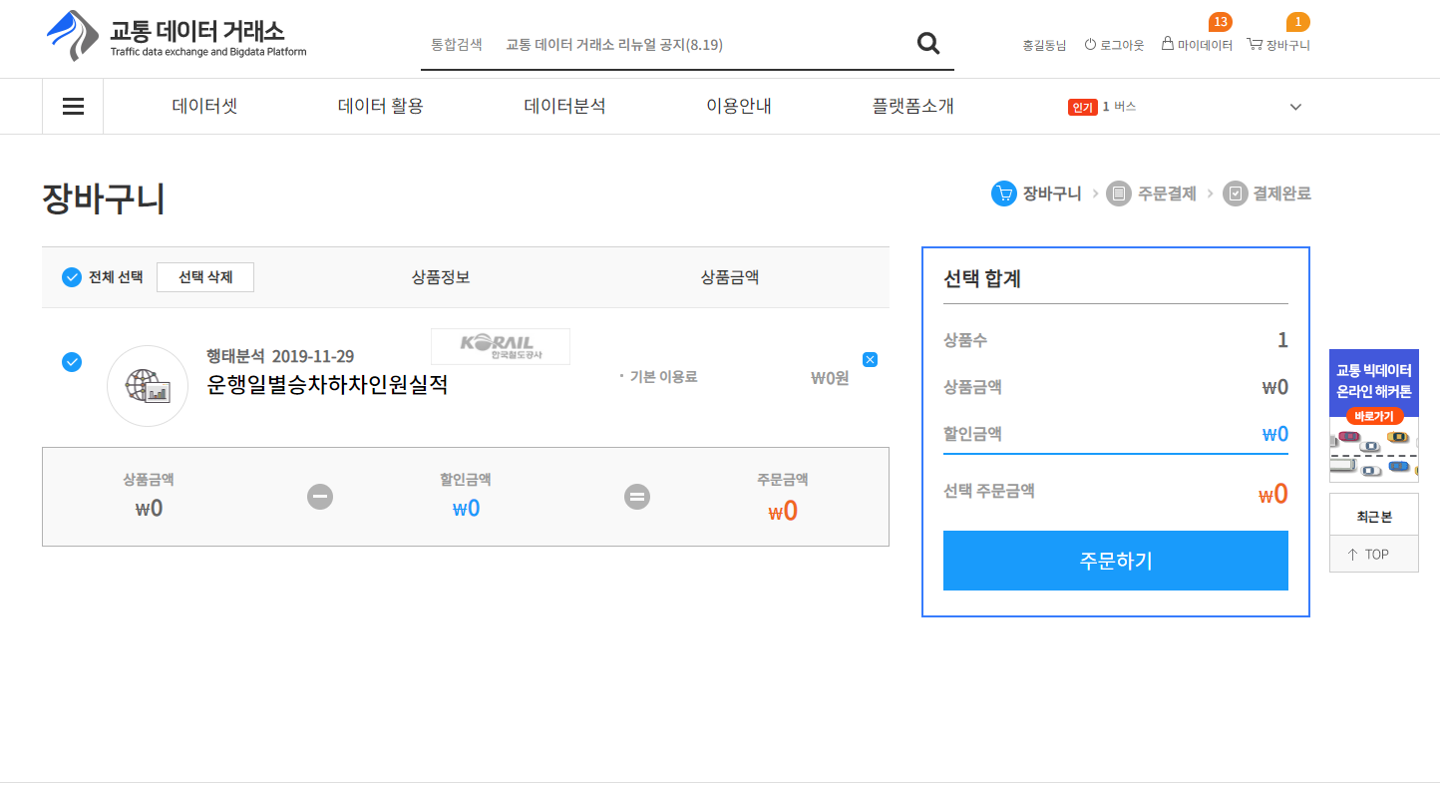 교통 데이터 거래소
Traffic data exchange and Bigdata Platform
통합검색 교통 데이터 거래소 리뉴얼 공지(8.19)
13
1
홍길동님 로그아웃 마이데이터 장바구니
데이터셋 데이터 활용 데이터분석 이용안내 플랫폼소개 인기 1 버스
장바구니
장바구니 주문결제 결제완료
전체 선택 선택 삭제 상품정보 상품금액
행태분석 2019-11-29
운행일별승차하차인원실적
KORAIL
한국철도공사
· 기본 이용료
₩0원
상품금액
₩0
할인금액
₩0
주문금액
₩0
선택 합계
상품수 1
상품금액 ₩0
할인금액 ₩0
선택 주문금액 ₩0
주문하기
교통 빅데이터
온라인 해커톤
바로가기
최근 본
↑ TOP